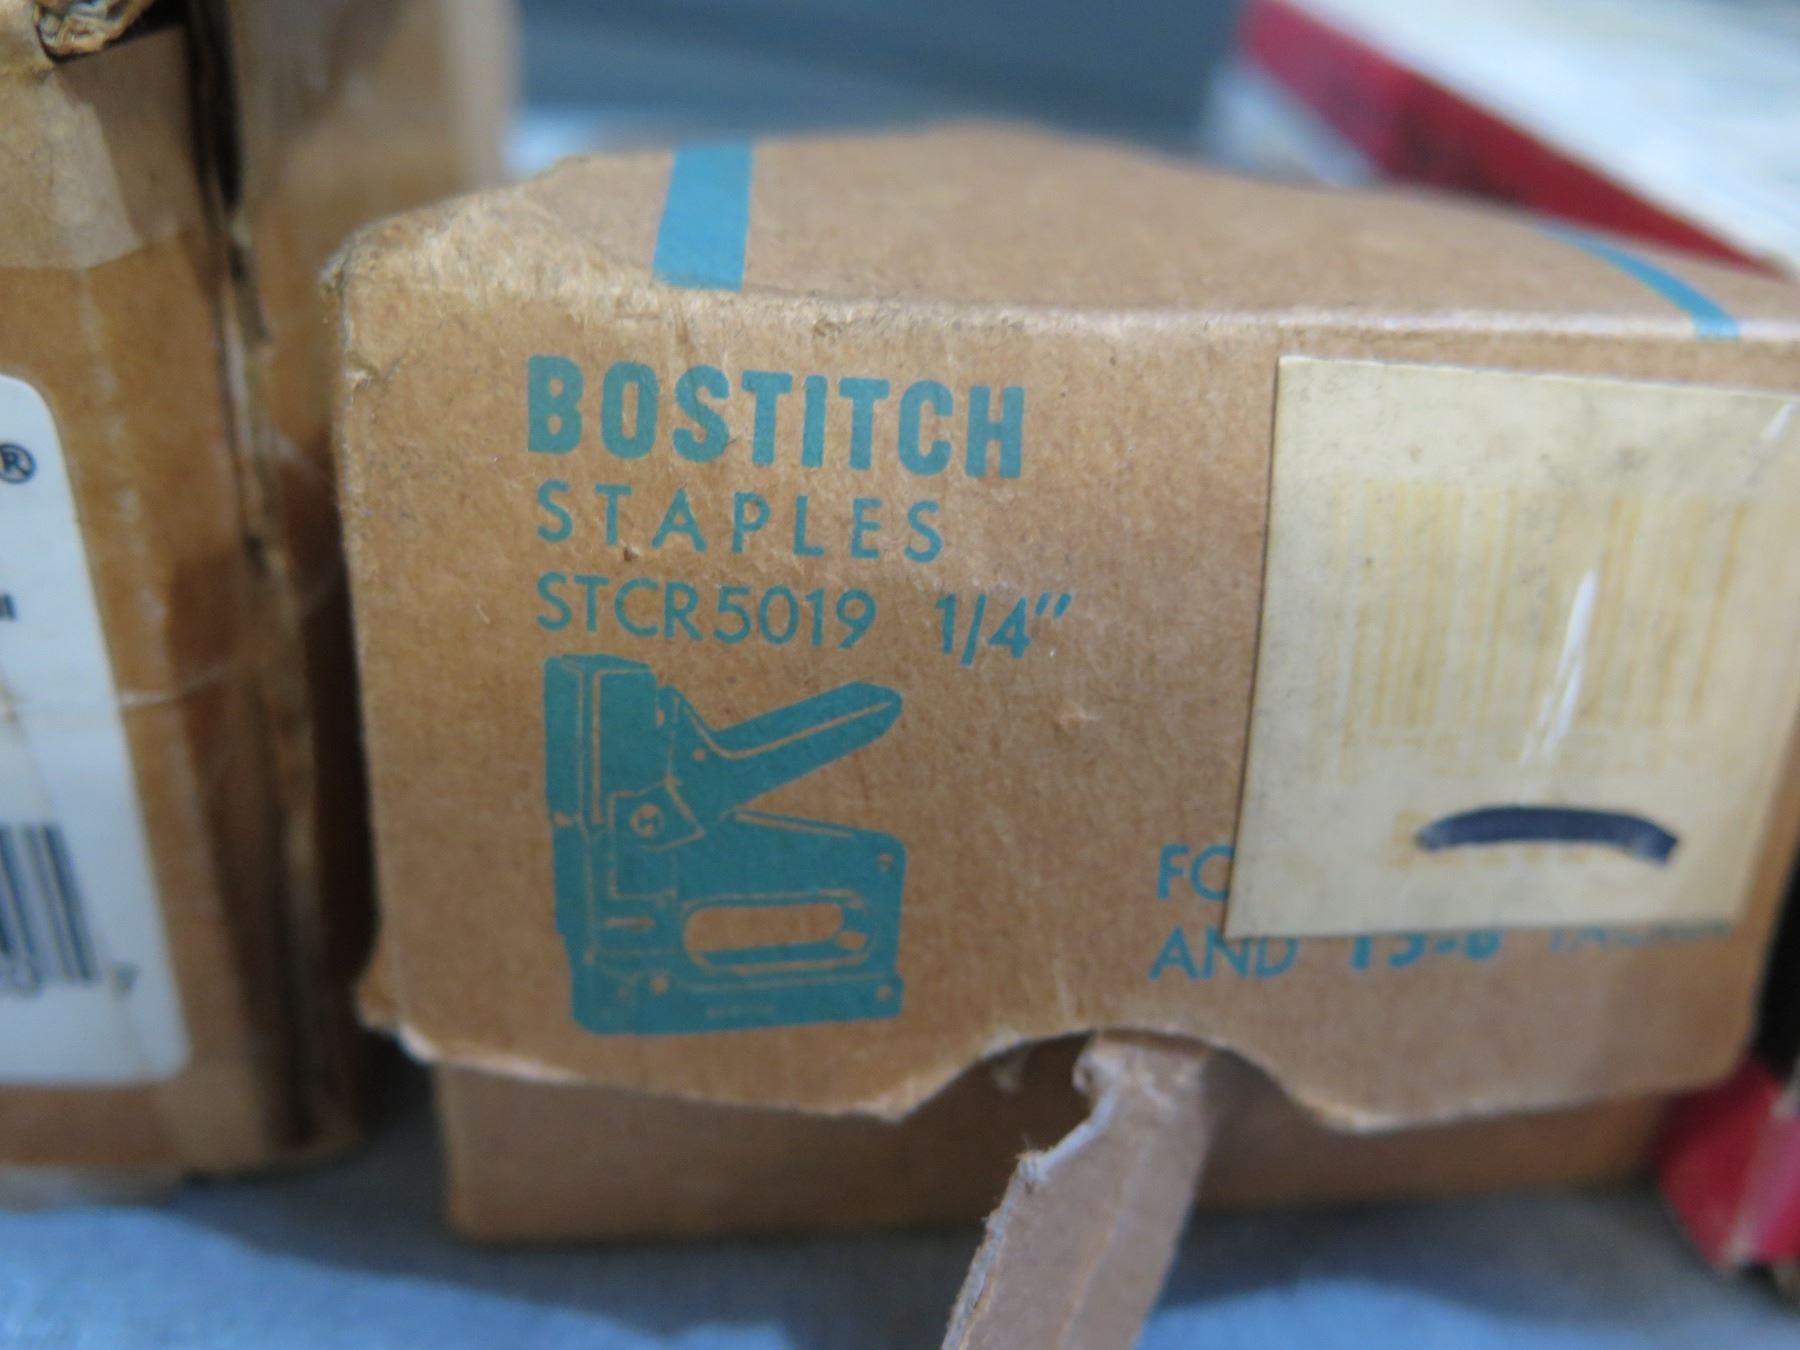 BOSTITCH
STAPLES
STCR5019 1/4"
AND
®